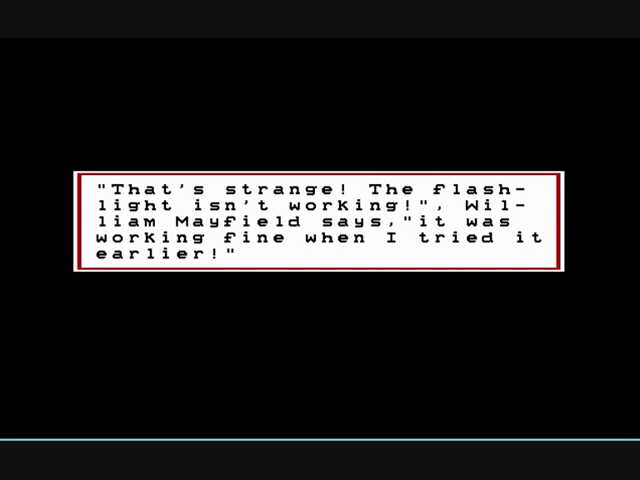 "That's strange! The flash-
light isn't working!", Wil-
liam Mayfield says,"it was
working fine when I tried it
earlier!"